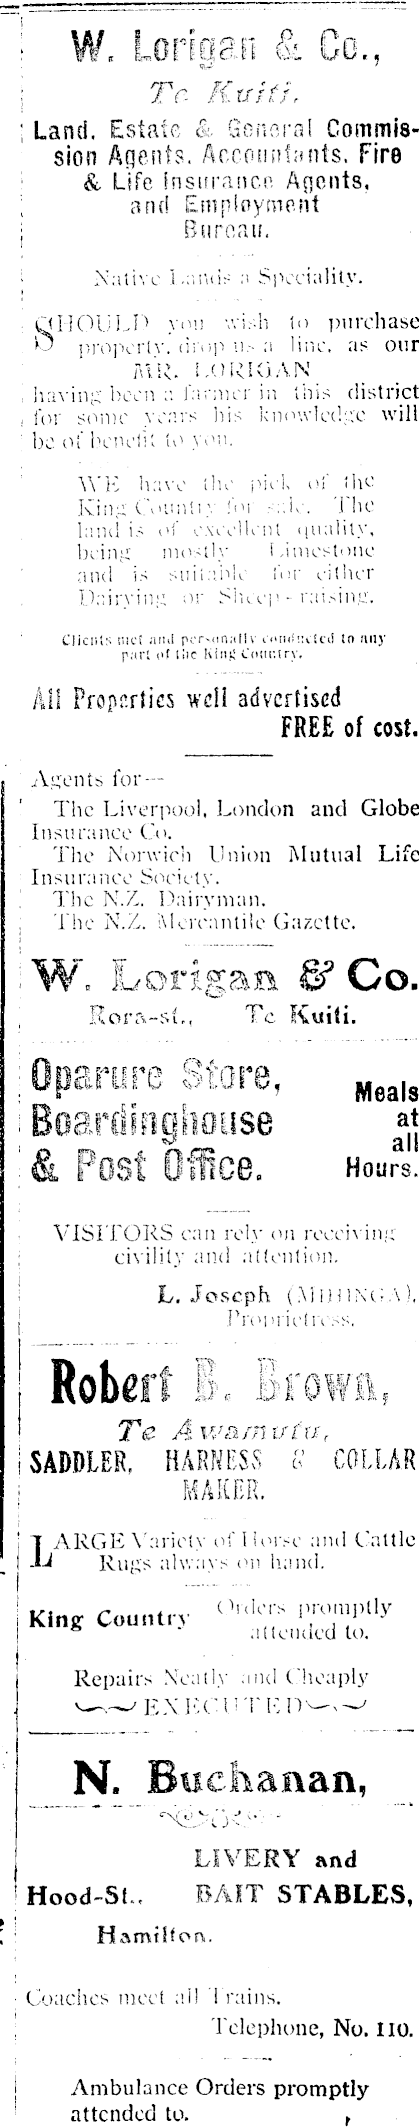 W. Lorigan & Co.,
Te Kuiti.
Land, Estate & General Commis-
sion Agents, Accountants, Fire
& Life Insurance Agents,
and Employment
Bureau.
Native Lands a Speciality.
SHOULD you wish to purchase
property, drop us a line, as our
MR. LORIGAN
having been a farmer in this district
for some years his knowledge will
be of benefit to you.
WE have the pick of the
King Country for sale. The
land is of excellent quality,
being mostly Limestone
and is suitable for either
Dairying or Sheep-raising.
Clients met and personally conducted to any
part of the King Country.
All Properties well advertised
FREE of cost.
Agents for—
The Liverpool, London and Globe
Insurance Co.
The Norwich Union Mutual Life
Insurance Society.
The N.Z. Dairyman.
The N.Z. Mercantile Gazette.
W. Lorigan & Co.
Rora-st., Te Kuiti.
Oparure Store,
Boardinghouse
& Post Office.
Meals
at
all
Hours.
VISITORS can rely on receiving
civility and attention.
L. Joseph (MIHINGA),
Proprietress.
Robert B. Brown,
Te Awamutu,
SADDLER, HARNESS & COLLAR
MAKER.
LARGE Variety of Horse and Cattle
Rugs always on hand.
King Country Orders promptly
attended to.
Repairs Neatly and Cheaply
EXECUTED
N. Buchanan,
LIVERY and
Hood-St., BAIT STABLES,
Hamilton.
Coaches meet all Trains.
Telephone, No. 110.
Ambulance Orders promptly
attended to.